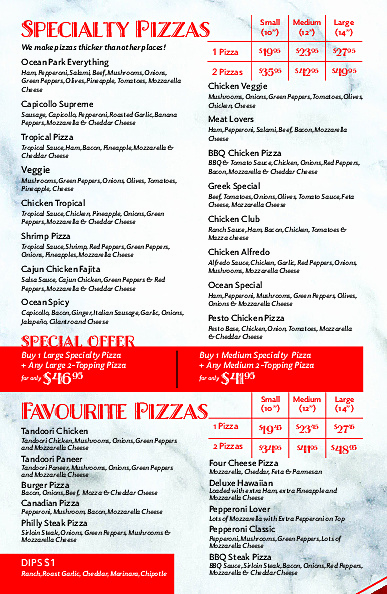 SPECIALTY PIZZAS
We make pizzas thicker than other places!
Ocean Park Everything
Ham, Pepperoni, Salami, Beef, Mushrooms, Onions,
Green Peppers, Olives, Pineapple, Tomatoes, Mozzarella
Cheese
Capicollo Supreme
Sausage, Capicollo, Pepperoni, Roasted Garlic, Banana
Peppers, Mozzarella & Cheddar Cheese
Tropical Pizza
Tropical Sauce, Ham, Bacon, Pineapple, Mozzarella &
Cheddar Cheese
Veggie
Mushrooms, Green Peppers, Onions, Olives, Tomatoes,
Pineapple, Cheese
Chicken Tropical
Tropical Sauce, Chicken, Pineapple, Onions, Green
Peppers, Mozzarella & Cheddar Cheese
Shrimp Pizza
Tropical Sauce, Shrimp, Red Peppers, Green Peppers,
Onions, Pineapples, Mozzarella Cheese
Cajun Chicken Fajita
Salsa Sauce, Cajun Chicken, Green Peppers & Red
Peppers, Mozzarella & Cheddar Cheese
Ocean Spicy
Capicollo, Bacon, Ginger, Italian Sausage, Garlic, Onions,
Jalapeño, Cilantro and Cheese
Small (10") Medium (12") Large (14")
1 Pizza $19.95 $23.95 $27.95
2 Pizzas $35.95
Chicken Veggie
Mushrooms, Onions, Green Peppers, Tomatoes, Olives,
Chicken, Cheese
Meat Lovers
Ham, Pepperoni, Salami, Beef, Bacon, Mozzarella
Cheese
BBQ Chicken Pizza
BBQ & Tomato Sauce, Chicken, Onions, Red Peppers,
Bacon, Mozzarella & Cheddar Cheese
Greek Special
Beef, Tomatoes, Onions, Olives, Tomato Sauce, Feta
Cheese, Mozzarella Cheese
Chicken Club
Ranch Sauce, Ham, Bacon, Chicken, Tomatoes &
Mozza cheese
Chicken Alfredo
Alfredo Sauce, Chicken, Garlic, Red Peppers, Onions,
Mushrooms, Mozzarella Cheese
Ocean Special
Ham, Pepperoni, Mushrooms, Green Peppers, Olives,
Onions & Mozzarella Cheese
Pesto Chicken Pizza
Pesto Base, Chicken, Onion, Tomatoes, Mozzarella
& Cheddar Cheese
SPECIAL OFFER
Buy 1 Large Specialty Pizza
+ Any Large 2-Topping Pizza
for only $46.95
Buy 1 Medium Specialty Pizza
+ Any Medium 2-Topping Pizza
for only $41.95
FAVOURITE PIZZAS
Tandoori Chicken
Tandoori Chicken, Mushrooms, Onions, Green Peppers
and Mozzarella Cheese
Tandoori Paneer
Tandoori Paneer, Mushrooms, Onions, Green Peppers
and Mozzarella Cheese
Burger Pizza
Bacon, Onions, Beef, Mozza & Cheddar Cheese
Canadian Pizza
Pepperoni, Mushroom, Bacon, Mozzarella Cheese
Philly Steak Pizza
Sirloin Steak, Onions, Green Peppers, Mushrooms &
Mozzarella Cheese
DIPS $1
Ranch, Roast Garlic, Cheddar, Marinara, Chipotle
Small (10") Medium (12") Large (14")
1 Pizza $19.45 $23.45 $27.45
2 Pizzas $34.95 $41.95 $48.95
Four Cheese Pizza
Mozzarella, Cheddar, Feta & Parmesan
Deluxe Hawaiian
Loaded with extra Ham, extra Pineapple and
Mozzarella Cheese
Pepperoni Lover
Lots of Mozzarella with Extra Pepperoni on Top
Pepperoni Classic
Pepperoni, Mushrooms, Green Peppers, Lots of
Mozzarella Cheese
BBQ Steak Pizza
BBQ Sauce, Sirloin Steak, Bacon, Onions, Red Peppers,
Mozzarella & Cheddar Cheese